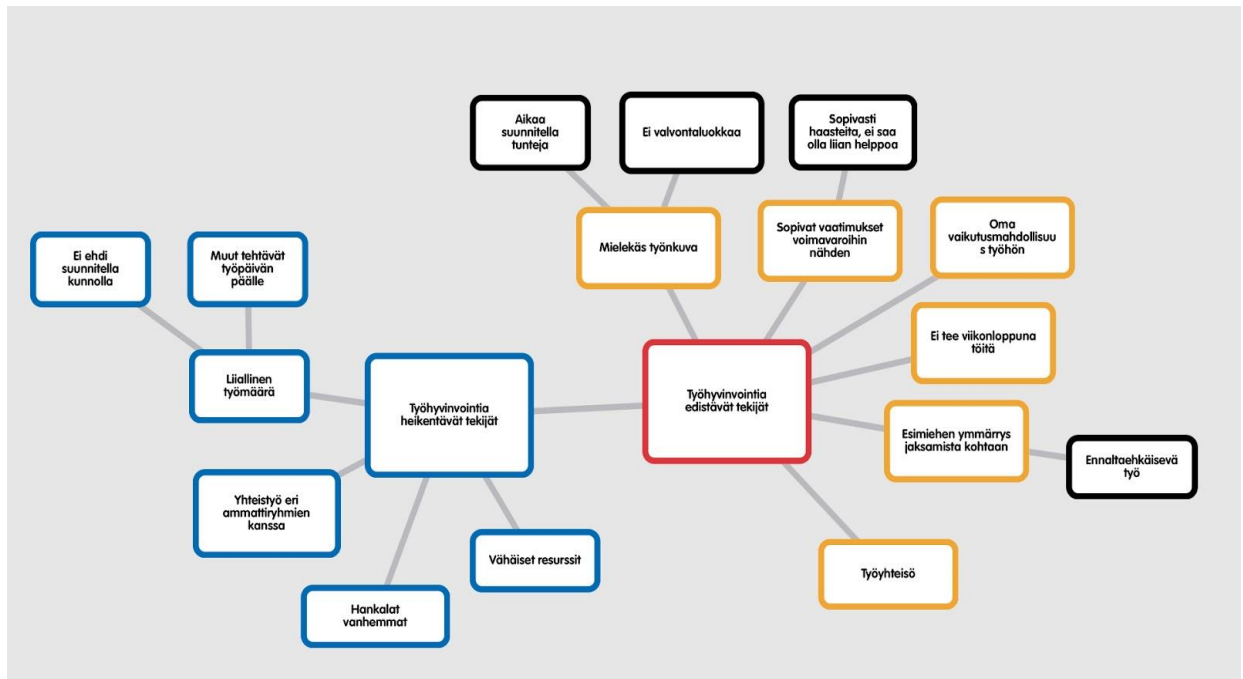 Aikaa
suunnitella
tunteja
Ei valvontaluokkaa
Sopivasti
haasteita, ei saa
olla liian helppoa
Mielekäs työnkuva
Sopivat vaatimukset
voimavaroihin
nähden
Oma
vaikutusmahdollisuu
s työhön
Ei ehdi
suunnitella
kunnolla
Muut tehtävät
työpäivän
päälle
Ei tee viikonloppuna
töitä
Liiallinen
työmäärä
Työhyvinvointia
heikentävät tekijät
Työhyvinvointia
edistävät tekijät
Esimiehen ymmärrys
jaksamista kohtaan
Ennaltaehkäisevä
työ
Yhteistyö eri
ammattiryhmien
kanssa
Vähäiset resurssit
Työyhteisö
Hankalat
vanhemmat